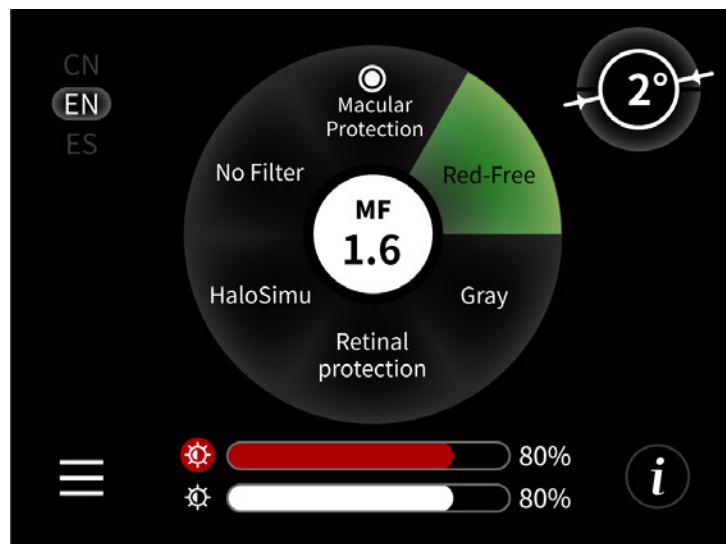 CN
EN
ES
Macular
Protection
2°
No Filter
Red-Free
MF
1.6
HaloSimu
Gray
Retinal
protection
80%
80%
i